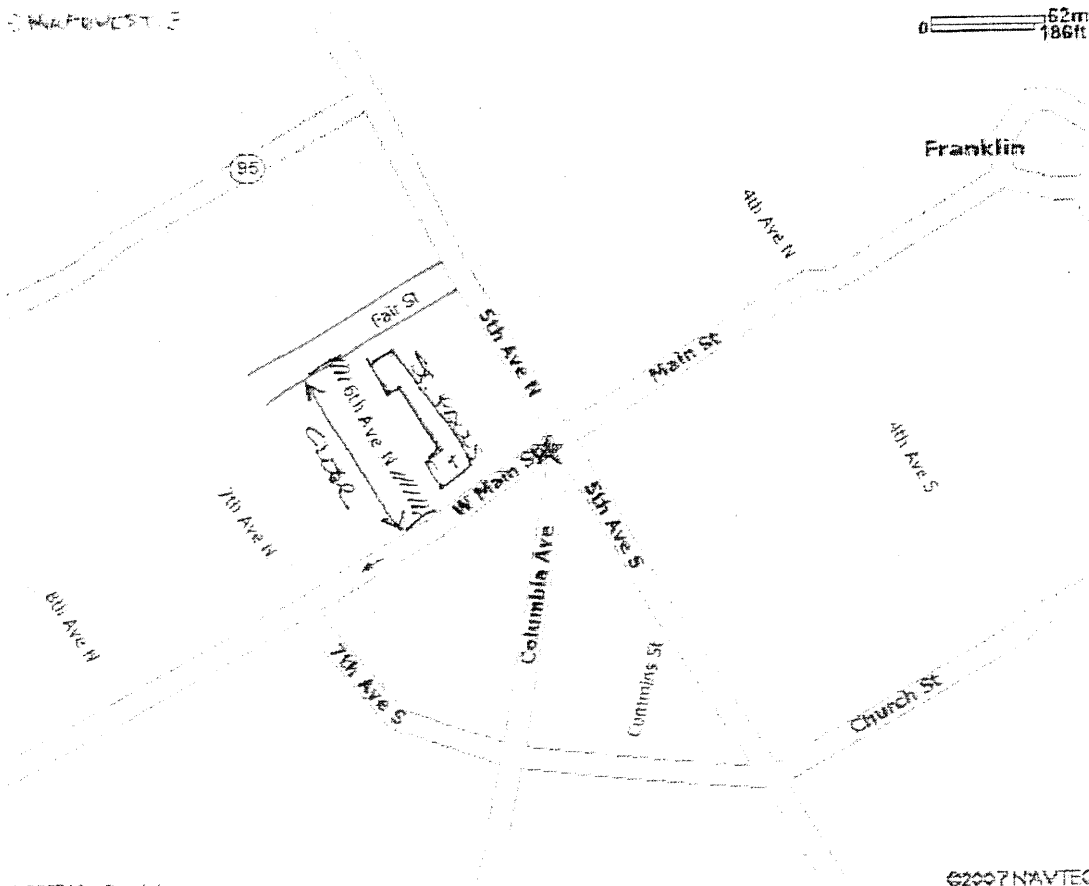 MAPQUEST
0 62m
186ft
Franklin
95
4th Ave N
Fair St
5th Ave N
Main St
6th Ave N
4th Ave S
W Main St
7th Ave N
5th Ave S
Columbia Ave
8th Ave N
7th Ave S
Cummins St
Church St
©2007 NAVTEQ